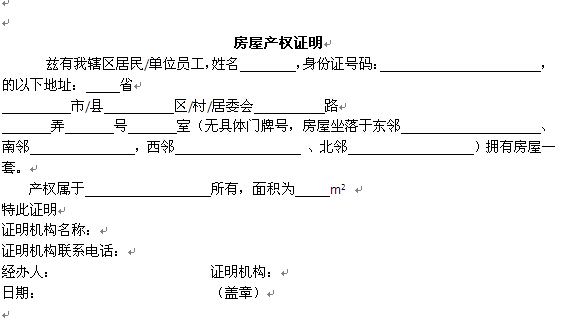 房屋产权证明
兹有我辖区居民/单位员工,姓名________,身份证号码:_______________________,
的以下地址: _____省
__________市/县__________区/村/居委会__________路
_______弄_______号_______室（无具体门牌号，房屋坐落于东邻____________________、
南邻_______________，西邻__________________ 、北邻__________________）拥有房屋一
套。
产权属于__________________所有，面积为_____m²
特此证明
证明机构名称：
证明机构联系电话：
经办人： 证明机构：
日期： （盖章）